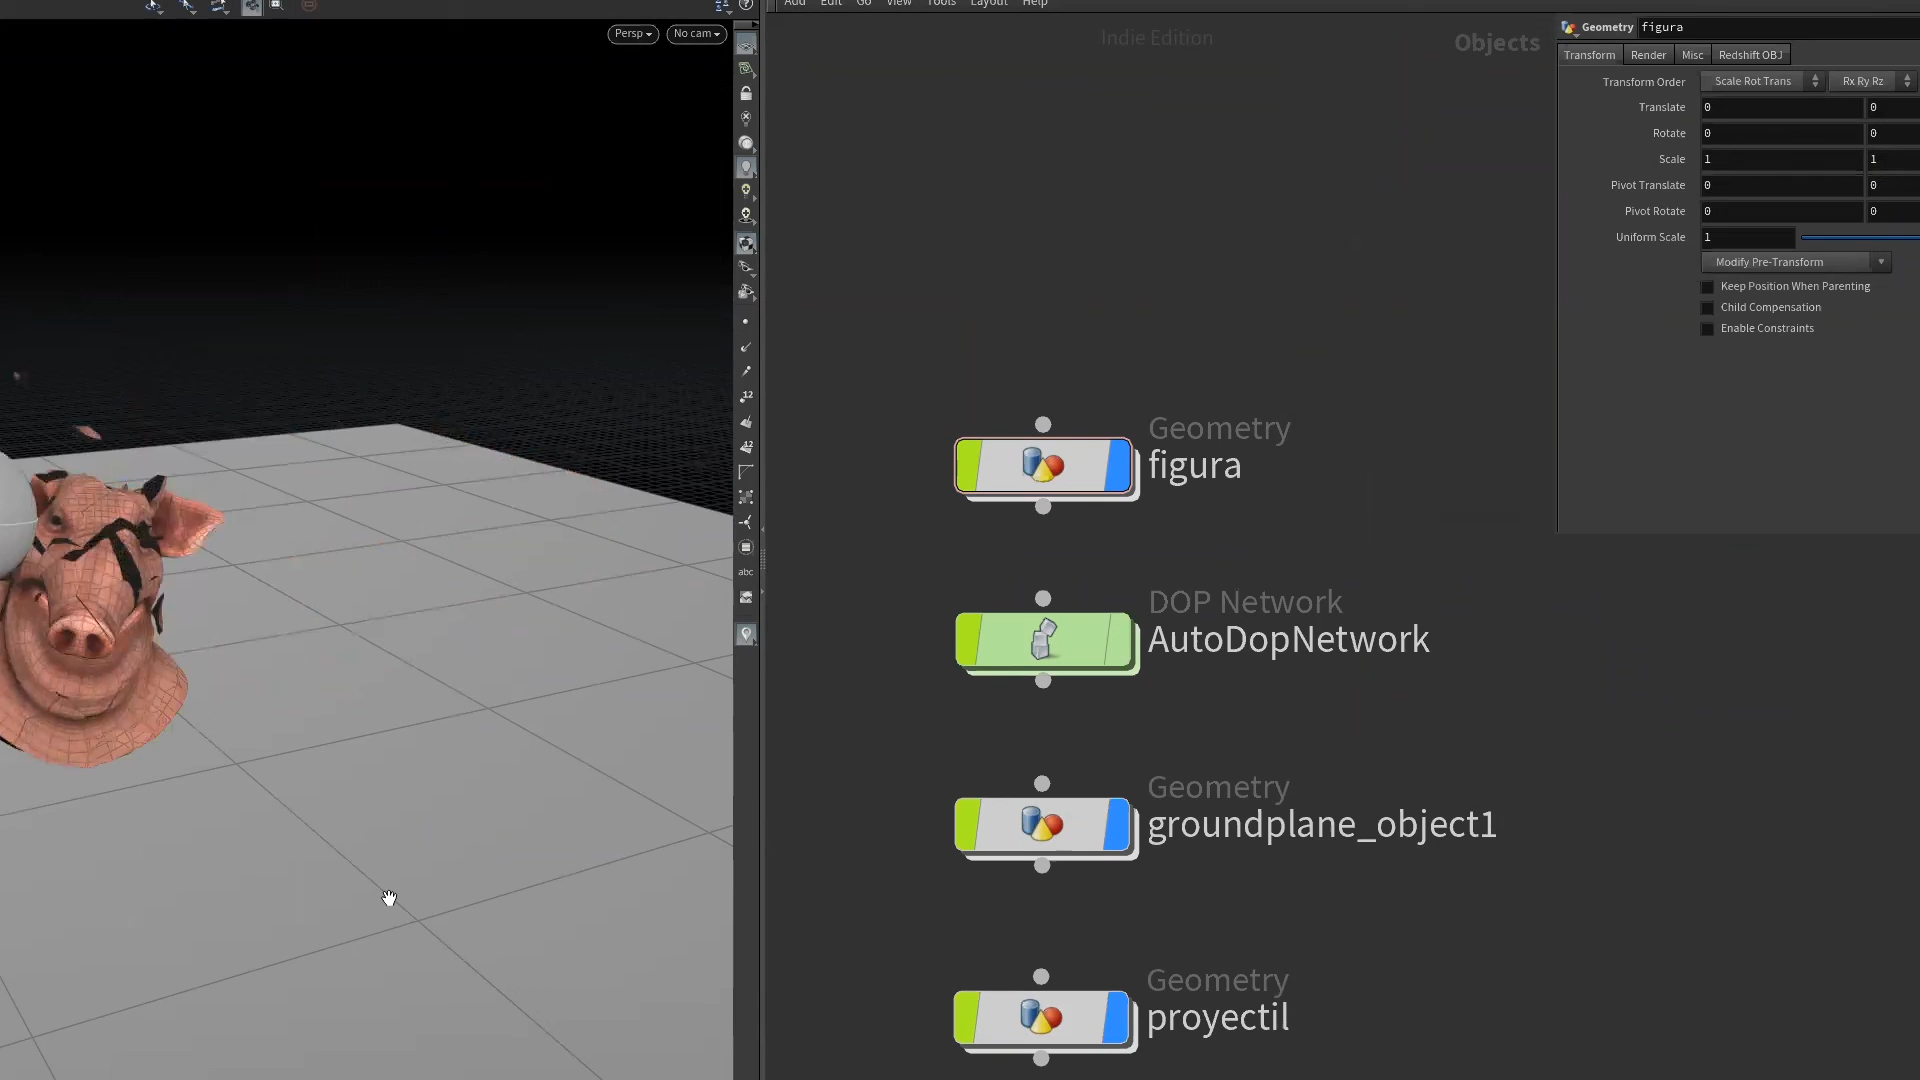 Add Edit Go View Tools Layout Help
Persp
No cam
Indie Edition
Objects
Geometry figura
Transform Render Misc Redshift OBJ
Transform Order Scale Rot Trans Rx Ry Rz
Translate 0 0
Rotate 0 0
Scale 1 1
Pivot Translate 0 0
Pivot Rotate 0 0
Uniform Scale 1
Modify Pre-Transform
Keep Position When Parenting
Child Compensation
Enable Constraints
12
12
abc
Geometry
figura
DOP Network
AutoDopNetwork
Geometry
groundplane_object1
Geometry
proyectil